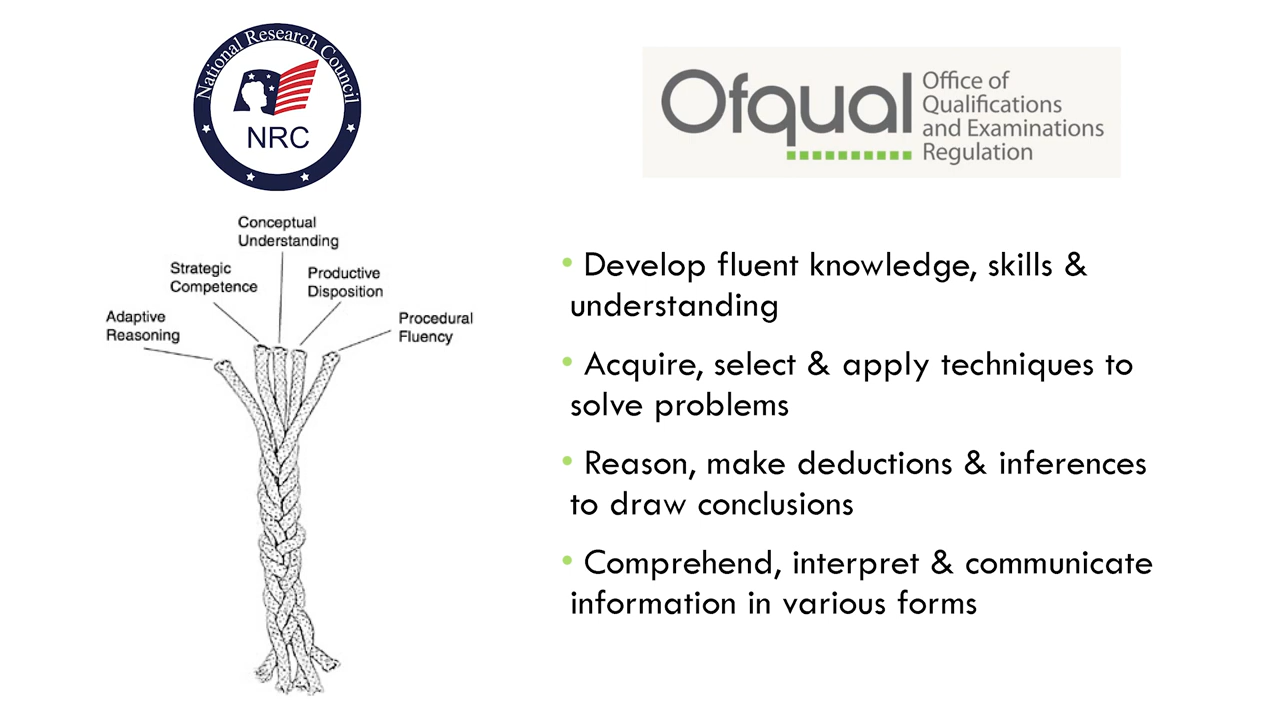 National Research Council
NRC
Ofqual
Office of
Qualifications
and Examinations
Regulation
Conceptual
Understanding
Strategic
Competence
Productive
Disposition
Adaptive
Reasoning
Procedural
Fluency
• Develop fluent knowledge, skills &
understanding
• Acquire, select & apply techniques to
solve problems
• Reason, make deductions & inferences
to draw conclusions
• Comprehend, interpret & communicate
information in various forms